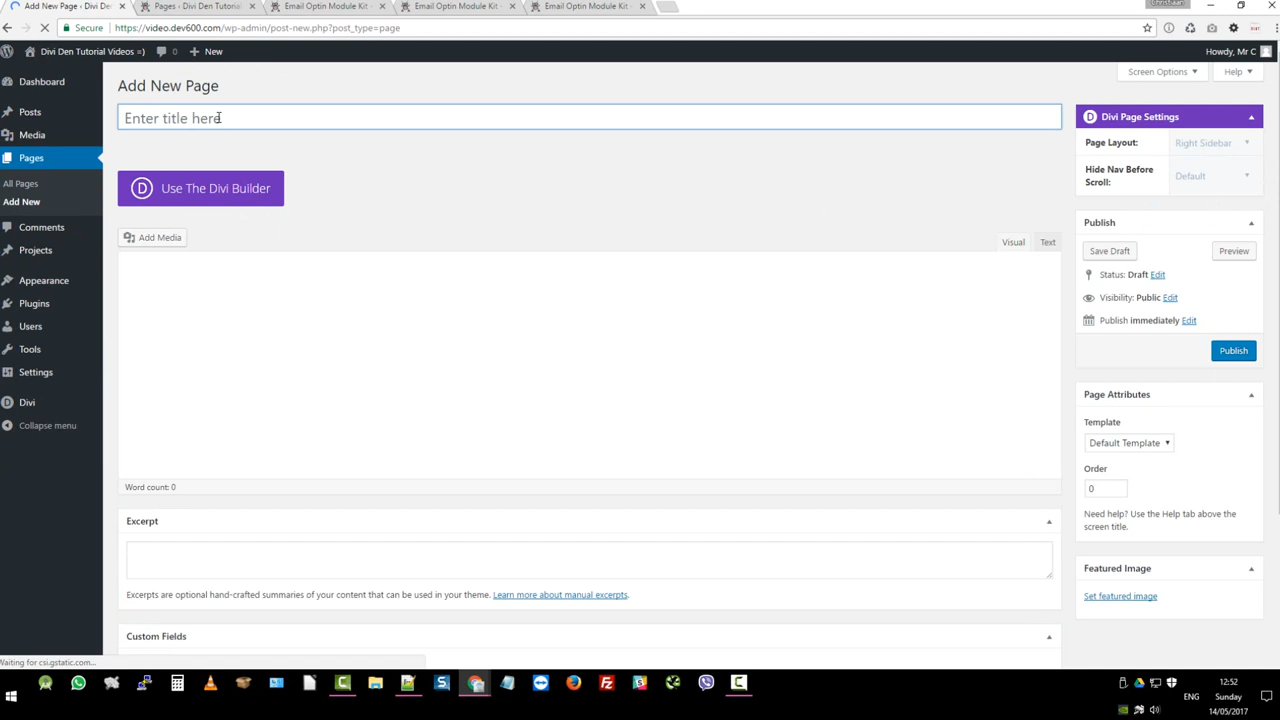 Add New Page ‹ Divi De
Pages ‹ Divi Den Tutorial
Email Optin Module Kit -
Email Optin Module Kit -
Email Optin Module Kit -
Christiaan
Secure
https://video.dev600.com/wp-admin/post-new.php?post_type=page
Divi Den Tutorial Videos =)
0
New
Howdy, Mr C
Dashboard
Posts
Media
Pages
All Pages
Add New
Comments
Projects
Appearance
Plugins
Users
Tools
Settings
Divi
Collapse menu
Screen Options
Help
Add New Page
Enter title here
D Use The Divi Builder
Add Media
Visual
Text
Word count: 0
Excerpt
Excerpts are optional hand-crafted summaries of your content that can be used in your theme. Learn more about manual excerpts.
Custom Fields
D Divi Page Settings
Page Layout:
Right Sidebar
Hide Nav Before
Scroll:
Default
Publish
Save Draft
Preview
Status: Draft Edit
Visibility: Public Edit
Publish immediately Edit
Publish
Page Attributes
Template
Default Template
Order
0
Need help? Use the Help tab above the
screen title.
Featured Image
Set featured image
Waiting for csi.gstatic.com...
ENG
12:52
Sunday
14/05/2017